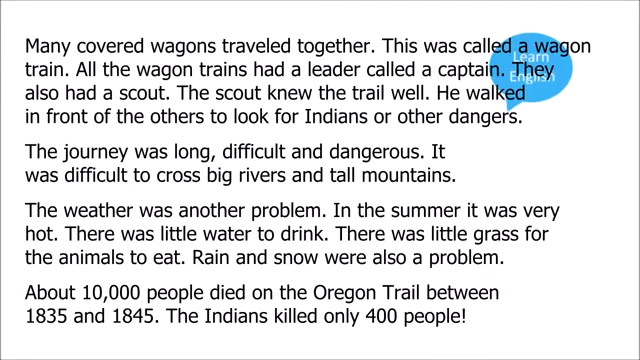 Many covered wagons traveled together. This was called a wagon
train. All the wagon trains had a leader called a captain. They
also had a scout. The scout knew the trail well. He walked
in front of the others to look for Indians or other dangers.
The journey was long, difficult and dangerous. It
was difficult to cross big rivers and tall mountains.
The weather was another problem. In the summer it was very
hot. There was little water to drink. There was little grass for
the animals to eat. Rain and snow were also a problem.
About 10,000 people died on the Oregon Trail between
1835 and 1845. The Indians killed only 400 people!
Learn
English